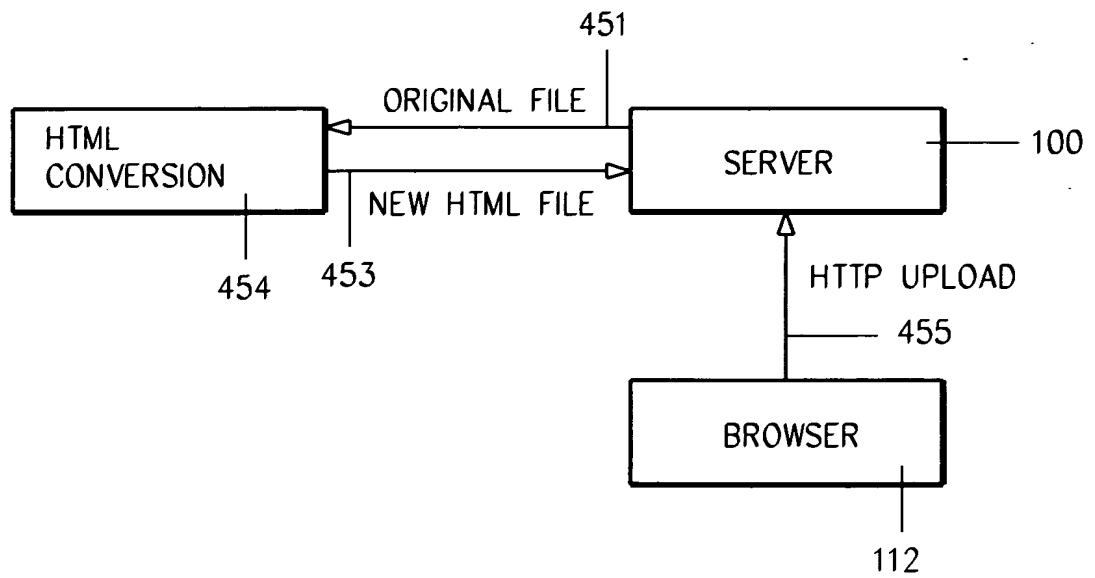 451
ORIGINAL FILE
HTML
CONVERSION
SERVER
100
NEW HTML FILE
454
453
HTTP UPLOAD
455
BROWSER
112